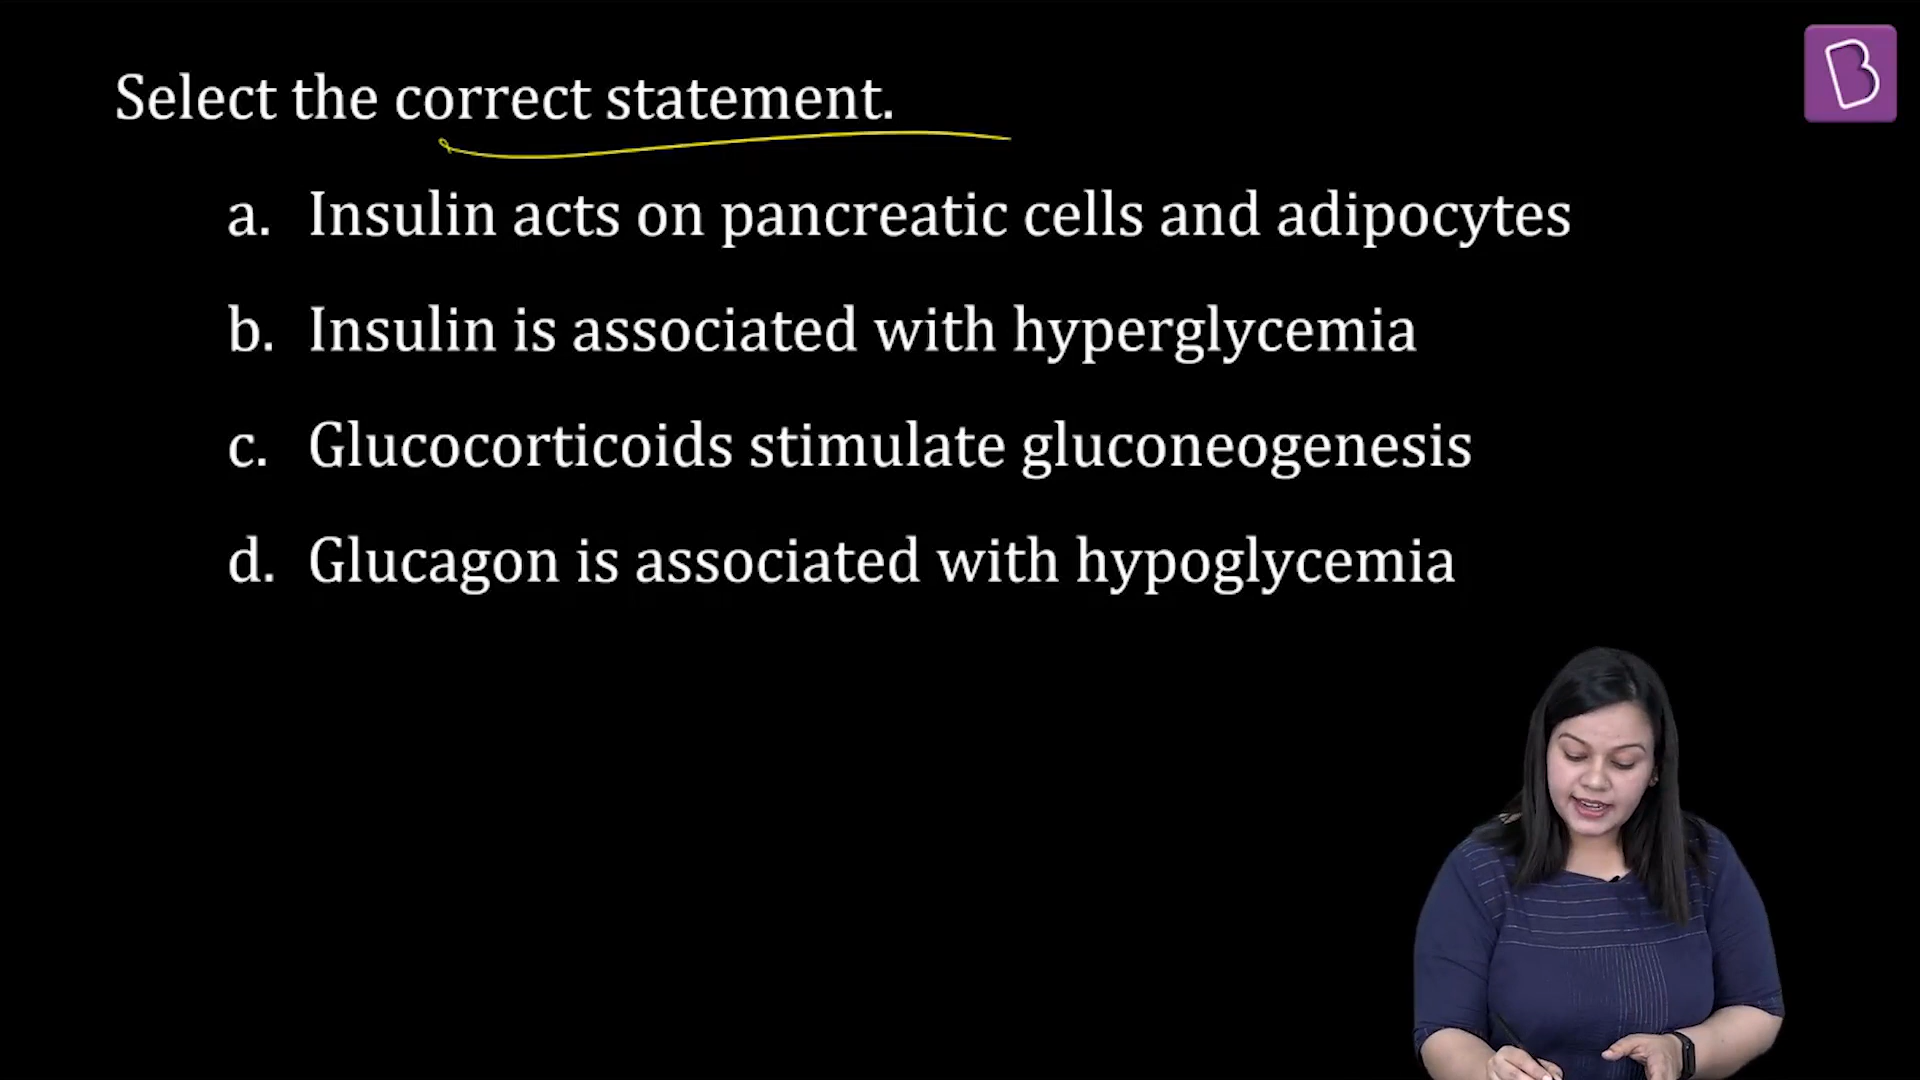 Select the correct statement.
a. Insulin acts on pancreatic cells and adipocytes
b. Insulin is associated with hyperglycemia
c. Glucocorticoids stimulate gluconeogenesis
d. Glucagon is associated with hypoglycemia